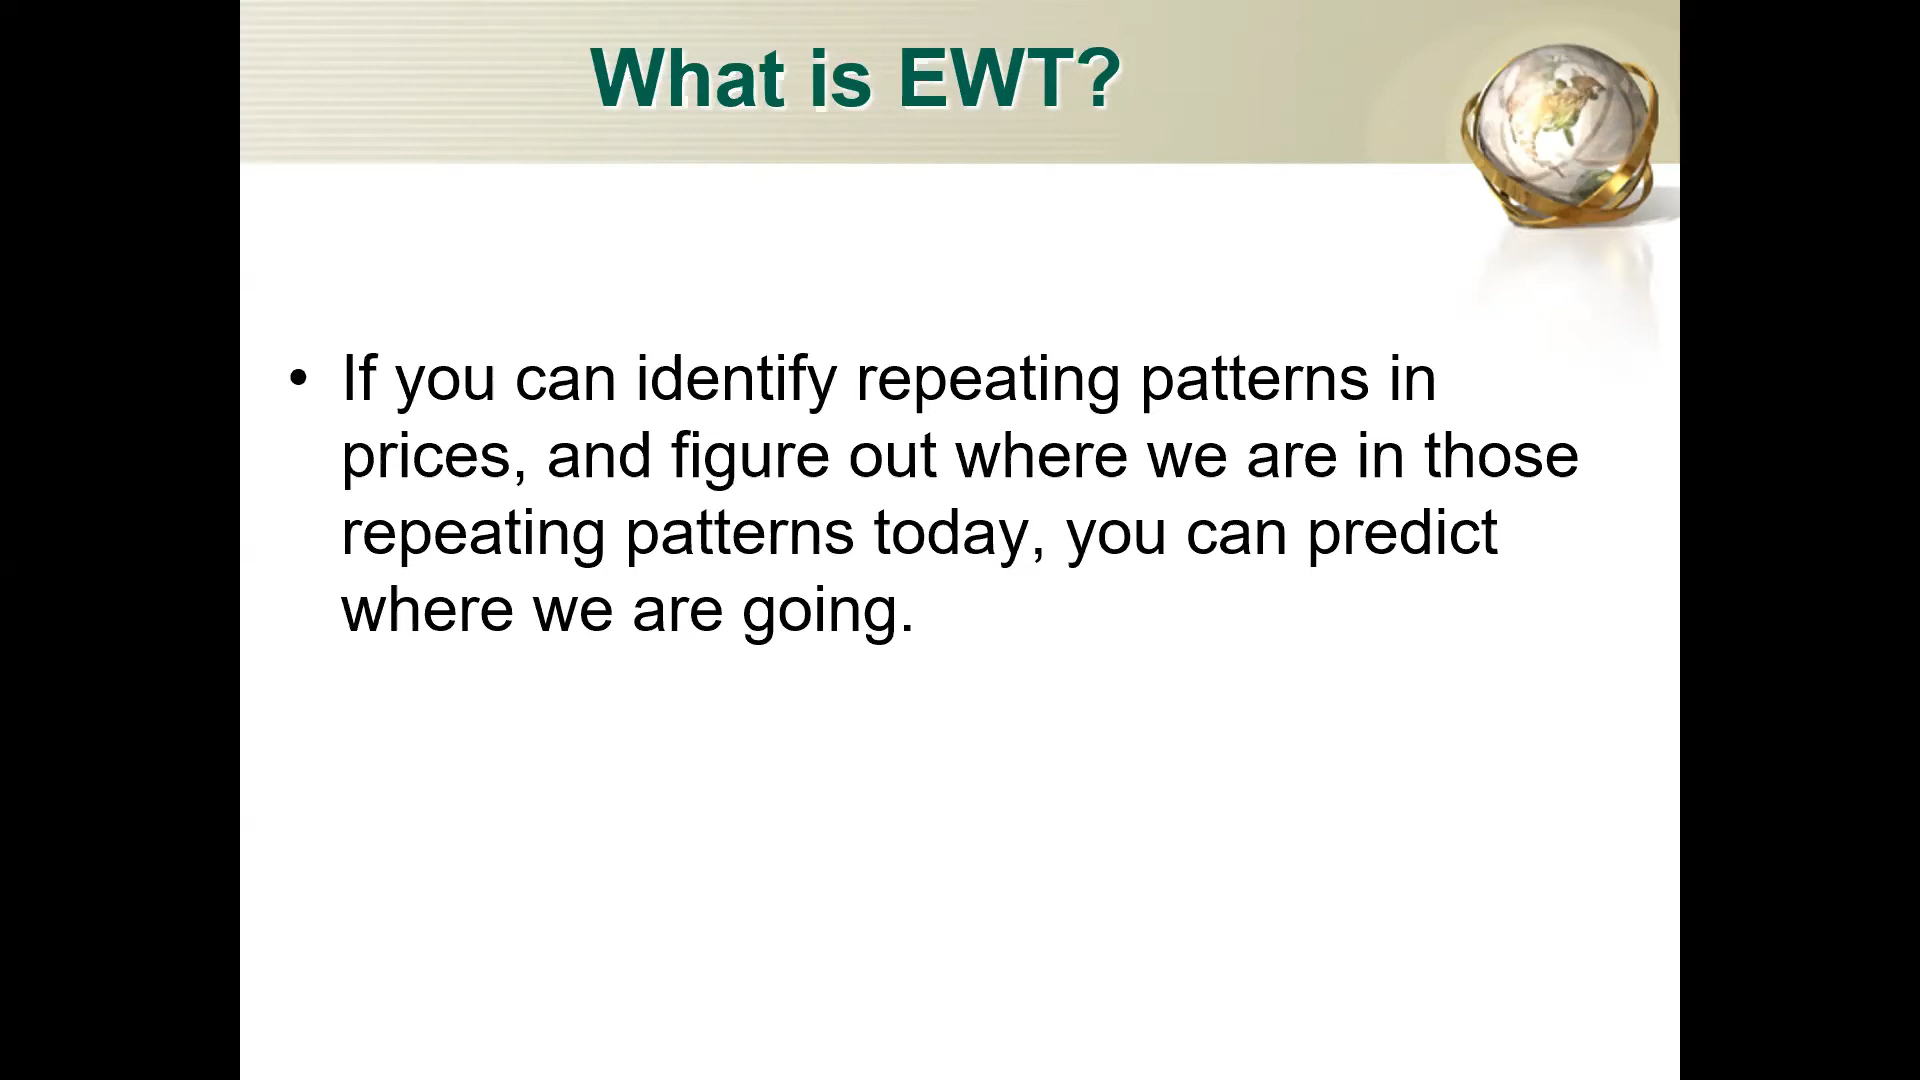 What is EWT?
• If you can identify repeating patterns in
prices, and figure out where we are in those
repeating patterns today, you can predict
where we are going.